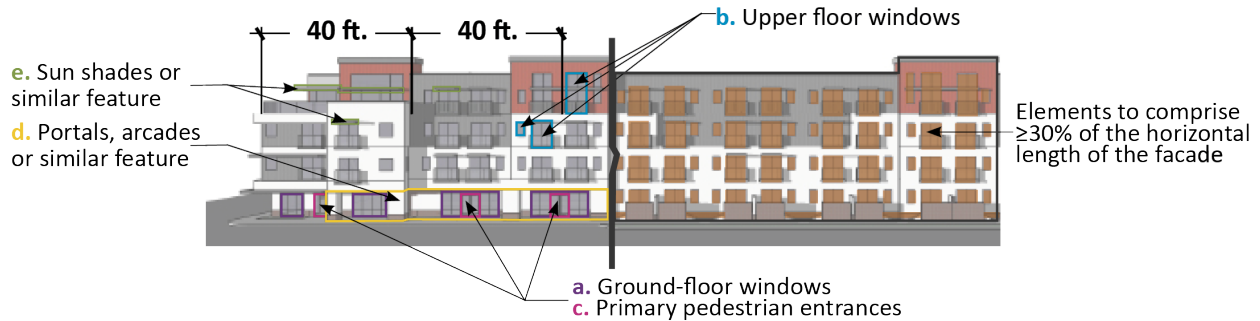 40 ft.
40 ft.
b. Upper floor windows
e. Sun shades or
similar feature
d. Portals, arcades
or similar feature
Elements to comprise
≥30% of the horizontal
length of the facade
a. Ground-floor windows
c. Primary pedestrian entrances